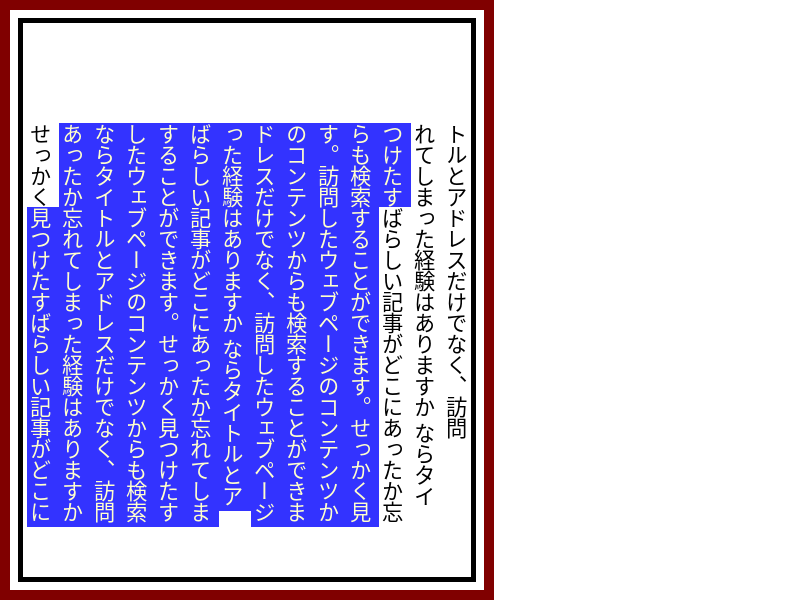 せっかく見つけたすばらしい記事がどこに
あったか忘れてしまった経験はありますか
ならタイトルとアドレスだけでなく、訪問
したウェブページのコンテンツからも検索
することができます。せっかく見つけたす
ばらしい記事がどこにあったか忘れてしま
った経験はありますか ならタイトルとア
ドレスだけでなく、訪問したウェブページ
のコンテンツからも検索することができま
す。訪問したウェブページのコンテンツか
らも検索することができます。せっかく見
つけたすばらしい記事がどこにあったか忘
れてしまった経験はありますか ならタイ
トルとアドレスだけでなく、訪問